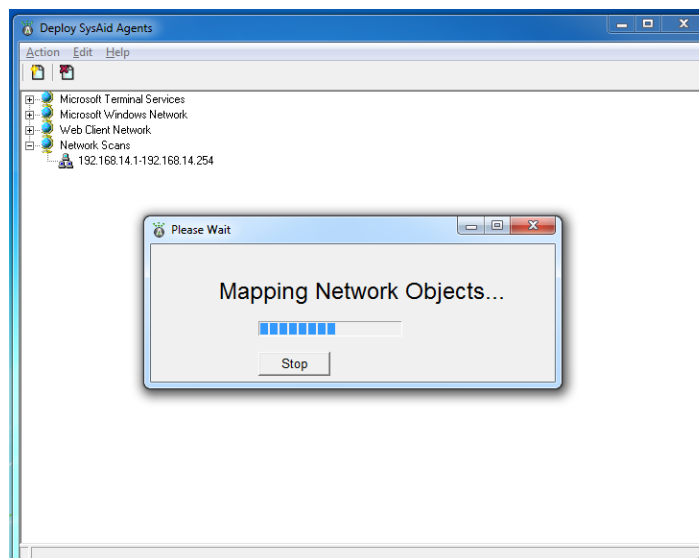 Deploy SysAid Agents
Action Edit Help
Microsoft Terminal Services
Microsoft Windows Network
Web Client Network
Network Scans
192.168.14.1-192.168.14.254
Please Wait
Mapping Network Objects...
Stop